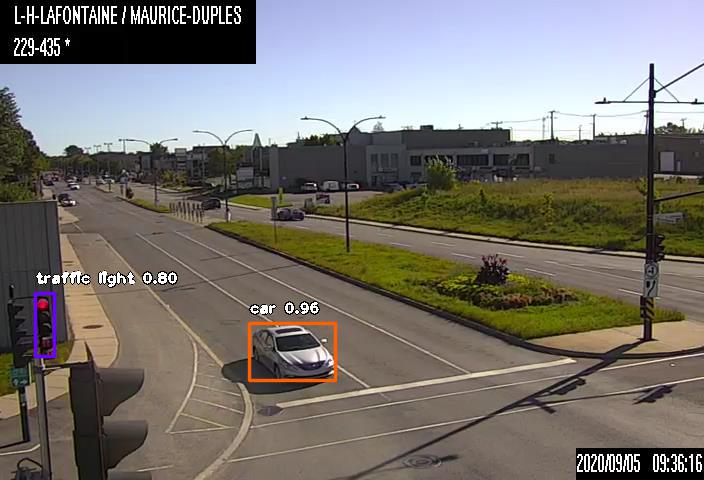 L-H-LAFONTAINE / MAURICE-DUPLES
229-435 *
traffic light 0.80
car 0.96
2020/09/05 09:36:16